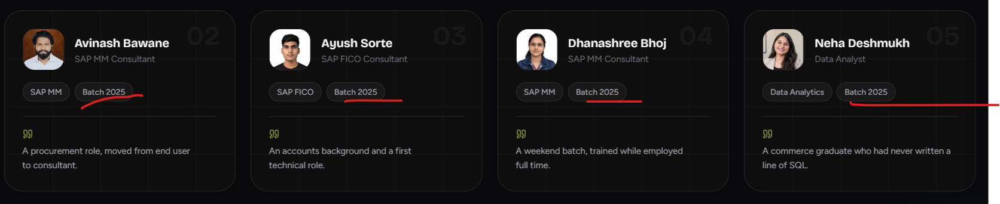 02
Avinash Bawane
SAP MM Consultant
SAP MM
Batch 2025
A procurement role, moved from end user
to consultant.
03
Ayush Sorte
SAP FICO Consultant
SAP FICO
Batch 2025
An accounts background and a first
technical role.
04
Dhanashree Bhoj
SAP MM Consultant
SAP MM
Batch 2025
A weekend batch, trained while employed
full time.
05
Neha Deshmukh
Data Analyst
Data Analytics
Batch 2025
A commerce graduate who had never written a
line of SQL.